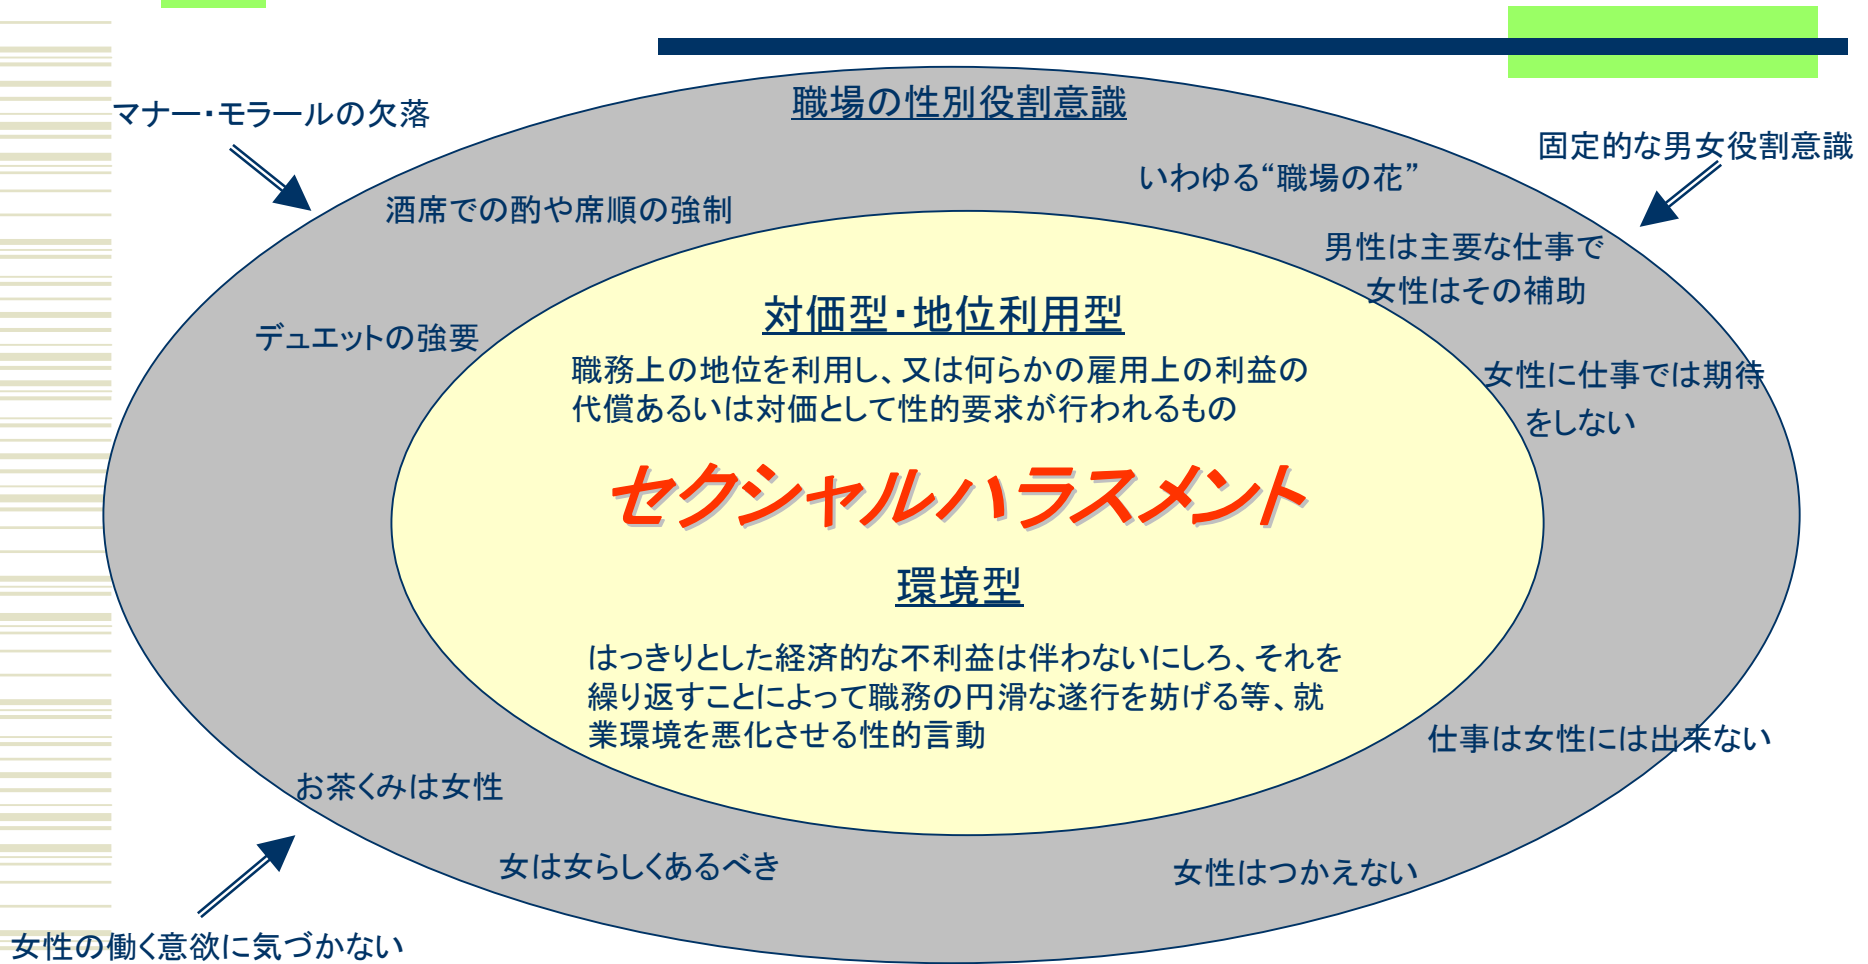 職場の性別役割意識
マナー・モラールの欠落
固定的な男女役割意識
いわゆる“職場の花”
酒席での酌や席順の強制
男性は主要な仕事で
女性はその補助
対価型・地位利用型
デュエットの強要
職務上の地位を利用し、又は何らかの雇用上の利益の
代償あるいは対価として性的要求が行われるもの
女性に仕事では期待
をしない
セクシャルハラスメント
環境型
はっきりとした経済的な不利益は伴わないにしろ、それを
繰り返すことによって職務の円滑な遂行を妨げる等、就
業環境を悪化させる性的言動
仕事は女性には出来ない
お茶くみは女性
女は女らしくあるべき
女性はつかえない
女性の働く意欲に気づかない